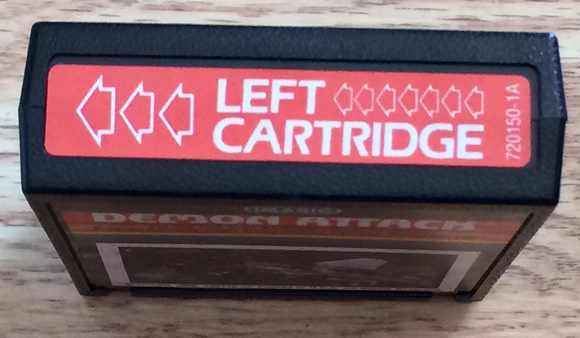 LEFT
CARTRIDGE
720150-1A
IMAGIC
DEMON ATTACK